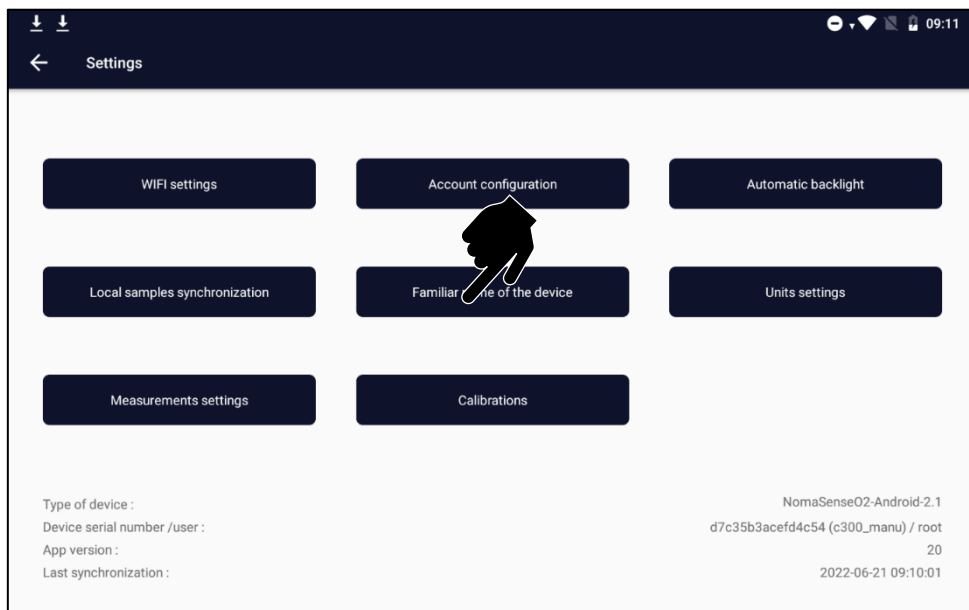 09:11
Settings
WIFI settings
Account configuration
Automatic backlight
Local samples synchronization
Familiar of the device
Units settings
Measurements settings
Calibrations
Type of device : NomaSenseO2-Android-2.1
Device serial number /user : d7c35b3acefd4c54 (c300_manu) / root
App version : 20
Last synchronization : 2022-06-21 09:10:01